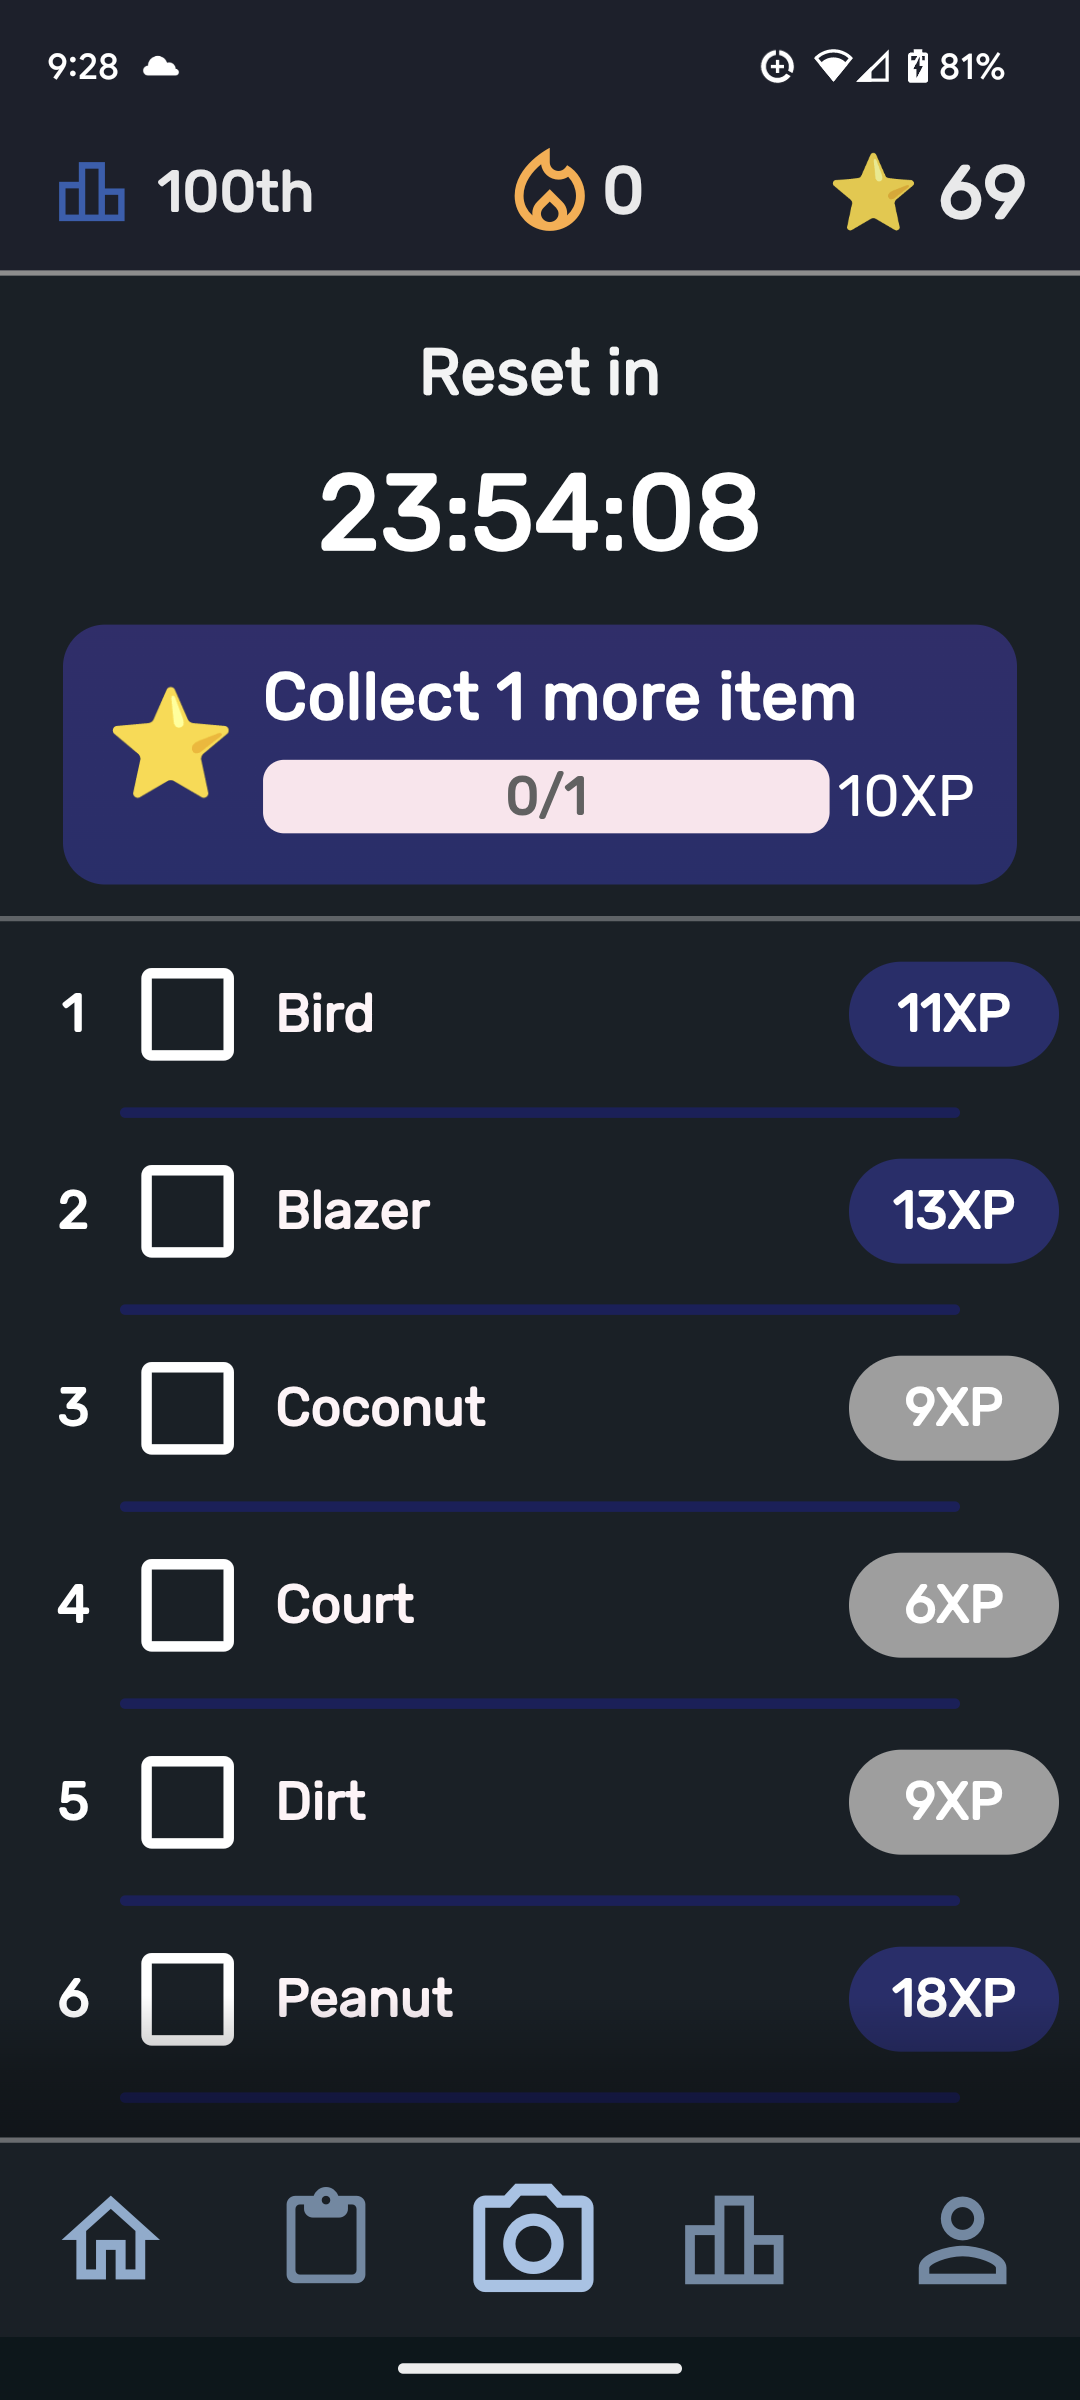 9:28 81%
100th 0 69
Reset in
23:54:08
Collect 1 more item
0/1 10XP
1 Bird 11XP
2 Blazer 13XP
3 Coconut 9XP
4 Court 6XP
5 Dirt 9XP
6 Peanut 18XP